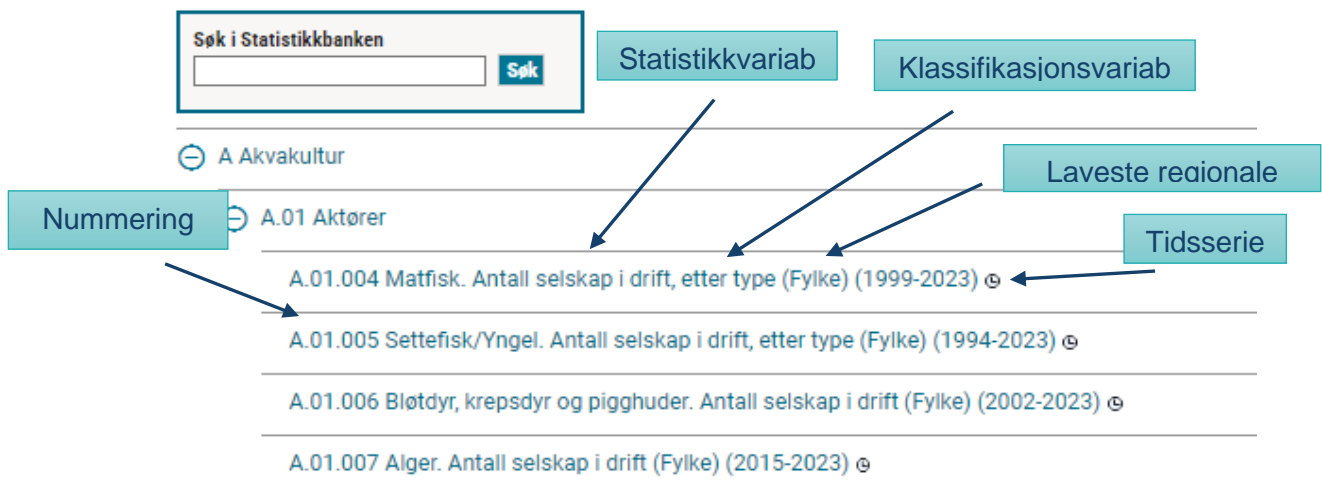 Søk i Statistikkbanken
Søk
Statistikkvariab
Klassifikasjonsvariab
A Akvakultur
Laveste regionale
Nummering
A.01 Aktører
Tidsserie
A.01.004 Matfisk. Antall selskap i drift, etter type (Fylke) (1999-2023)
A.01.005 Settefisk/Yngel. Antall selskap i drift, etter type (Fylke) (1994-2023)
A.01.006 Bløtdyr, krepsdyr og pigghuder. Antall selskap i drift (Fylke) (2002-2023)
A.01.007 Alger. Antall selskap i drift (Fylke) (2015-2023)